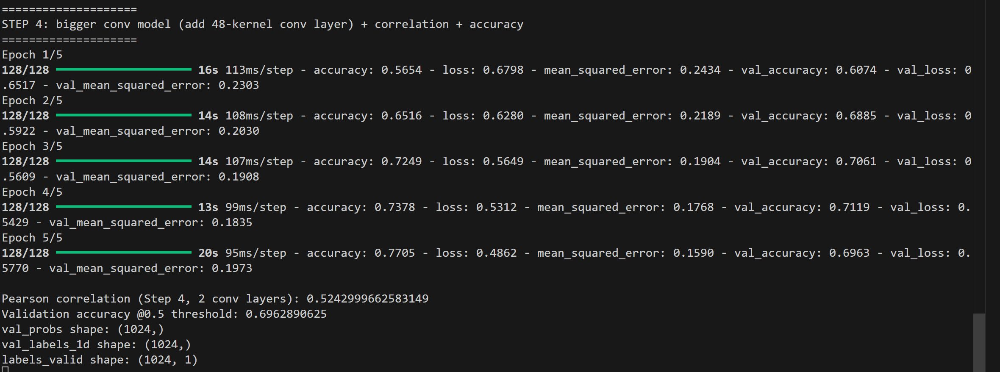 ====================
STEP 4: bigger conv model (add 48-kernel conv layer) + correlation + accuracy
====================
Epoch 1/5
128/128 ━━━━━━━━━━━━━━━━━━━━ 16s 113ms/step - accuracy: 0.5654 - loss: 0.6798 - mean_squared_error: 0.2434 - val_accuracy: 0.6074 - val_loss: 0
.6517 - val_mean_squared_error: 0.2303
Epoch 2/5
128/128 ━━━━━━━━━━━━━━━━━━━━ 14s 108ms/step - accuracy: 0.6516 - loss: 0.6280 - mean_squared_error: 0.2189 - val_accuracy: 0.6885 - val_loss: 0
.5922 - val_mean_squared_error: 0.2030
Epoch 3/5
128/128 ━━━━━━━━━━━━━━━━━━━━ 14s 107ms/step - accuracy: 0.7249 - loss: 0.5649 - mean_squared_error: 0.1904 - val_accuracy: 0.7061 - val_loss: 0
.5609 - val_mean_squared_error: 0.1908
Epoch 4/5
128/128 ━━━━━━━━━━━━━━━━━━━━ 13s 99ms/step - accuracy: 0.7378 - loss: 0.5312 - mean_squared_error: 0.1768 - val_accuracy: 0.7119 - val_loss: 0.
5429 - val_mean_squared_error: 0.1835
Epoch 5/5
128/128 ━━━━━━━━━━━━━━━━━━━━ 20s 95ms/step - accuracy: 0.7705 - loss: 0.4862 - mean_squared_error: 0.1590 - val_accuracy: 0.6963 - val_loss: 0.
5770 - val_mean_squared_error: 0.1973
Pearson correlation (Step 4, 2 conv layers): 0.5242999662583149
Validation accuracy @0.5 threshold: 0.6962890625
val_probs shape: (1024,)
val_labels_1d shape: (1024,)
labels_valid shape: (1024, 1)